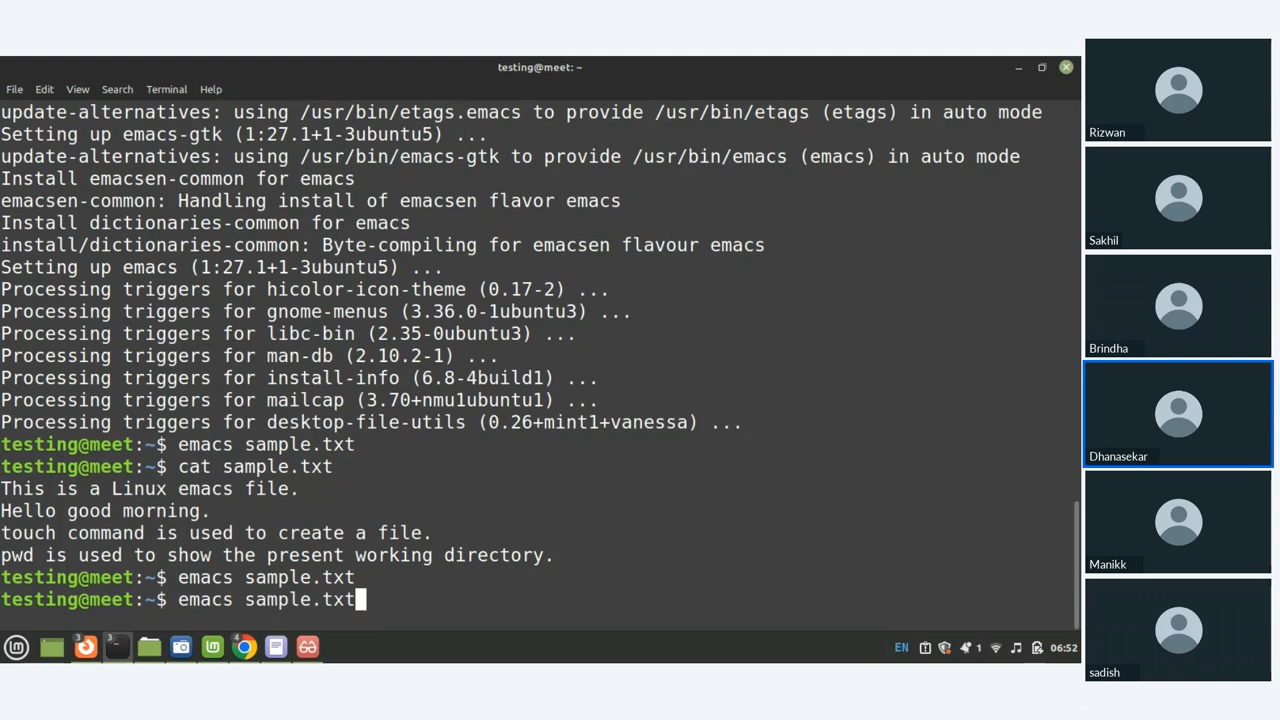 testing@meet: ~
File Edit View Search Terminal Help
update-alternatives: using /usr/bin/etags.emacs to provide /usr/bin/etags (etags) in auto mode
Setting up emacs-gtk (1:27.1+1-3ubuntu5) ...
update-alternatives: using /usr/bin/emacs-gtk to provide /usr/bin/emacs (emacs) in auto mode
Install emacsen-common for emacs
emacsen-common: Handling install of emacsen flavor emacs
Install dictionaries-common for emacs
install/dictionaries-common: Byte-compiling for emacsen flavour emacs
Setting up emacs (1:27.1+1-3ubuntu5) ...
Processing triggers for hicolor-icon-theme (0.17-2) ...
Processing triggers for gnome-menus (3.36.0-1ubuntu3) ...
Processing triggers for libc-bin (2.35-0ubuntu3) ...
Processing triggers for man-db (2.10.2-1) ...
Processing triggers for install-info (6.8-4build1) ...
Processing triggers for mailcap (3.70+nmu1ubuntu1) ...
Processing triggers for desktop-file-utils (0.26+mint1+vanessa) ...
testing@meet:~$ emacs sample.txt
testing@meet:~$ cat sample.txt
This is a Linux emacs file.
Hello good morning.
touch command is used to create a file.
pwd is used to show the present working directory.
testing@meet:~$ emacs sample.txt
testing@meet:~$ emacs sample.txt
3 3 4 EN 1 06:52
Rizwan
Sakhil
Brindha
Dhanasekar
Manikk
sadish